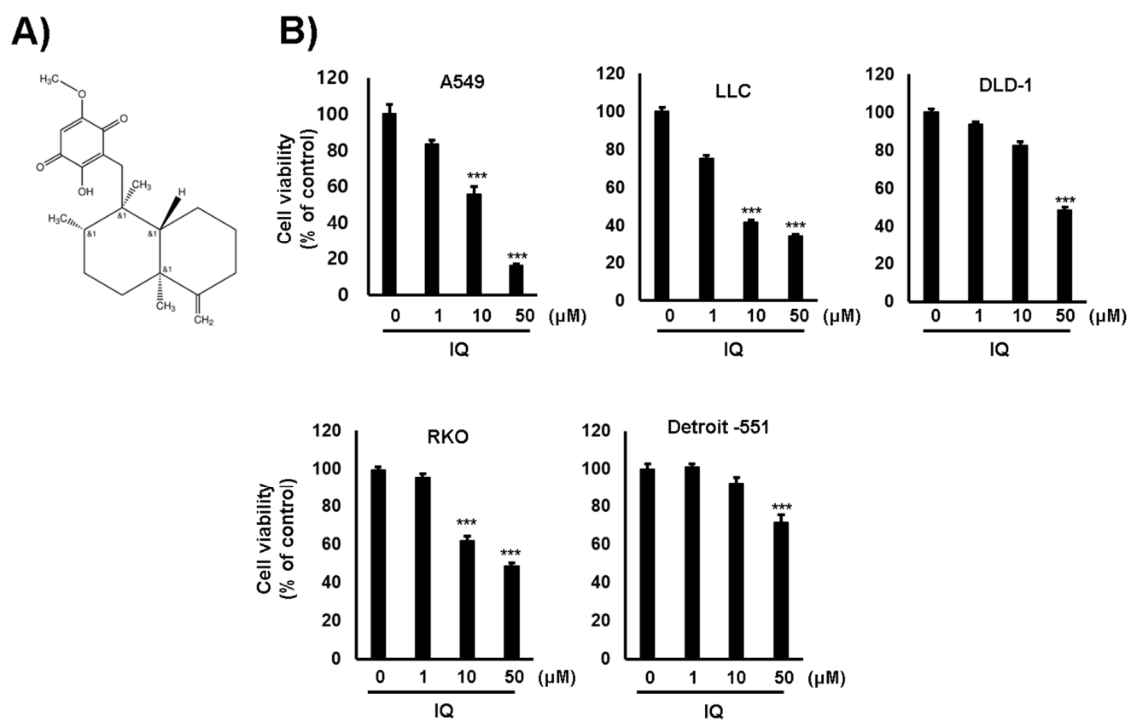 A)
B)
H₃C
O
O
O
OH
CH₃
H
H₃C
&1
&1
&1
&1
CH₃
CH₂
A549
Cell viability
(% of control)
120
100
80
60
40
20
0
***
***
0 1 10 50 (µM)
IQ
LLC
120
100
80
60
40
20
0
***
***
0 1 10 50 (µM)
IQ
DLD-1
120
100
80
60
40
20
0
***
0 1 10 50 (µM)
IQ
RKO
Cell viability
(% of control)
120
100
80
60
40
20
0
***
***
0 1 10 50 (µM)
IQ
Detroit -551
120
100
80
60
40
20
0
***
0 1 10 50 (µM)
IQ